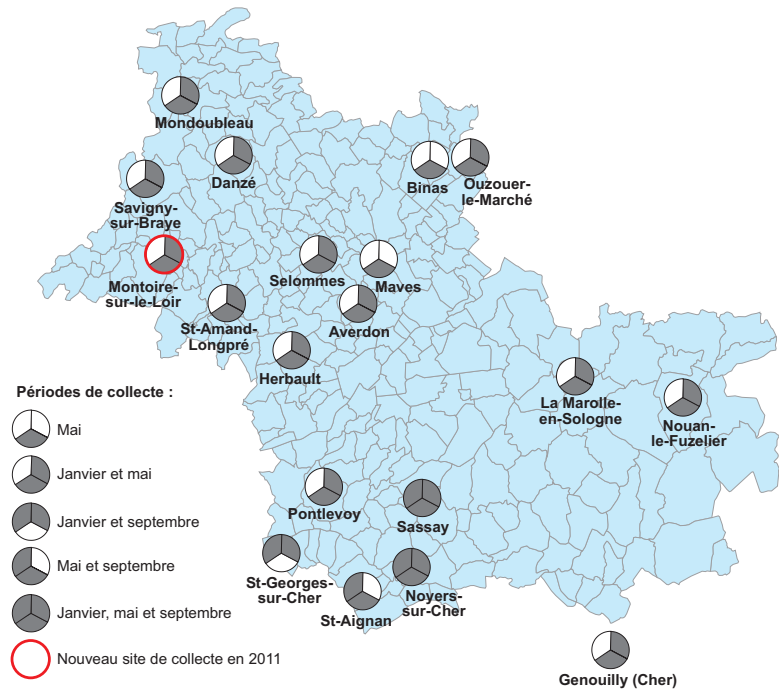 Mondoubleau
Danzé
Binas
Ouzouer-
le-Marché
Savigny-
sur-Braye
Montoire-
sur-le-Loir
Selommes
Maves
St-Amand-
Longpré
Averdon
Herbault
La Marolle-
en-Sologne
Nouan-
le-Fuzelier
Périodes de collecte :
Mai
Janvier et mai
Janvier et septembre
Mai et septembre
Janvier, mai et septembre
Nouveau site de collecte en 2011
Pontlevoy
Sassay
St-Georges-
sur-Cher
St-Aignan
Noyers-
sur-Cher
Genouilly (Cher)